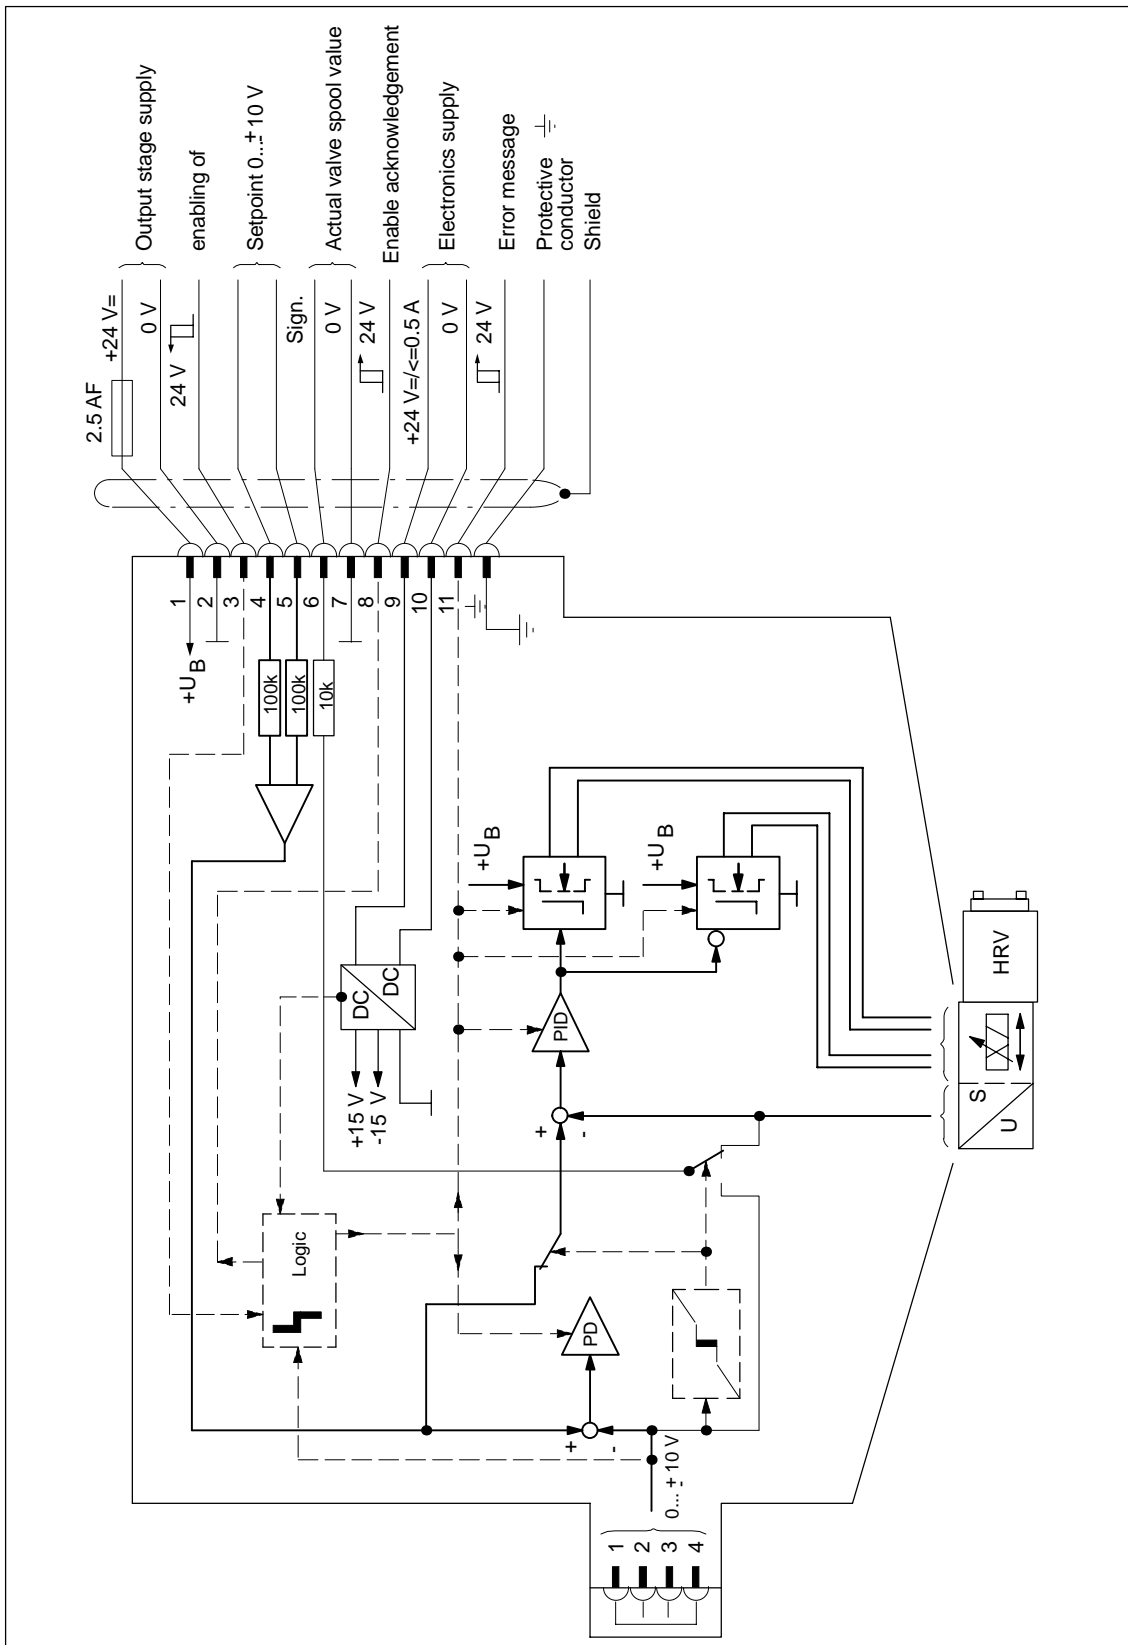 Output stage supply
enabling of
Setpoint 0...± 10 V
Actual valve spool value
Enable acknowledgement
Electronics supply
Error message
Protective
conductor
Shield
2.5 AF
+24 V=
0 V
24 V
Sign.
0 V
24 V
+24 V=/<=0.5 A
0 V
24 V
1
2
3
4
5
6
7
8
9
10
11
+UB
100k
100k
10k
+UB
+UB
DC
DC
+15 V
-15 V
PID
HRV
S
U
+
-
Logic
PD
+
-
0... ± 10 V
1
2
3
4